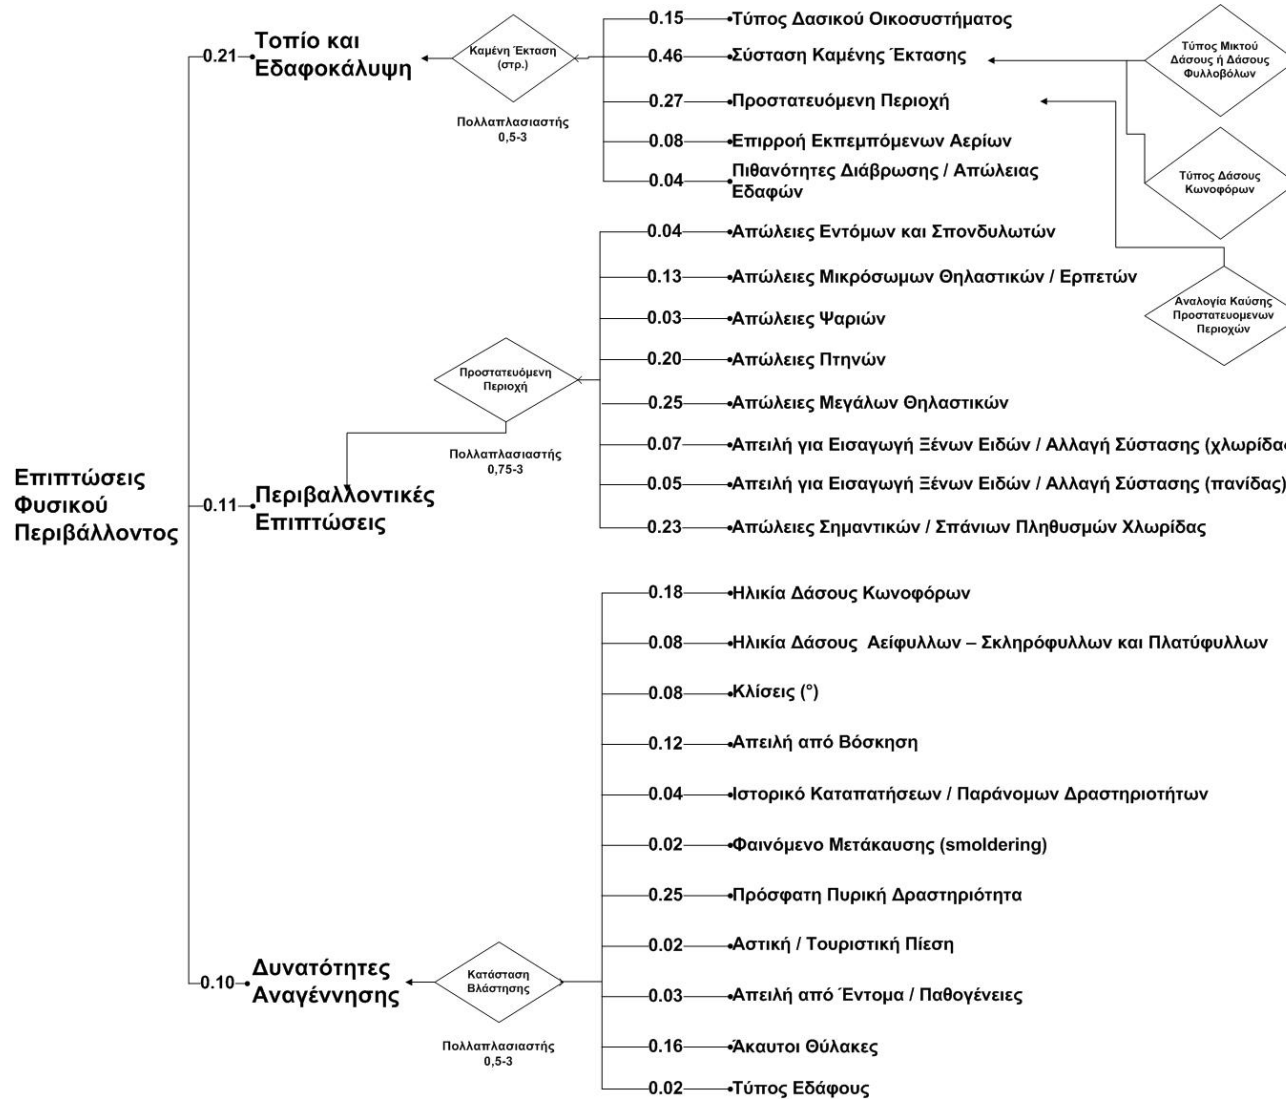 0.15 Τύπος Δασικού Οικοσυστήματος
0.21 Τοπίο και
Εδαφοκάλυψη
Καμένη Έκταση
(στρ.)
0.46 Σύσταση Καμένης Έκτασης
Τύπος Μικτού
Δάσους ή Δάσους
Φυλλοβόλων
0.27 Προστατευόμενη Περιοχή
Πολλαπλασιαστής
0,5-3
0.08 Επιρροή Εκπεμπόμενων Αερίων
0.04 Πιθανότητες Διάβρωσης / Απώλειας
Εδαφών
Τύπος Δάσους
Κωνοφόρων
0.04 Απώλειες Εντόμων και Σπονδυλωτών
0.13 Απώλειες Μικρόσωμων Θηλαστικών / Ερπετών
0.03 Απώλειες Ψαριών
Αναλογία Καύσης
Προστατευομενων
Περιοχών
0.20 Απώλειες Πτηνών
Προστατευόμενη
Περιοχή
0.25 Απώλειες Μεγάλων Θηλαστικών
0.07 Απειλή για Εισαγωγή Ξένων Ειδών / Αλλαγή Σύστασης (χλωρίδας
Πολλαπλασιαστής
0,75-3
0.05 Απειλή για Εισαγωγή Ξένων Ειδών / Αλλαγή Σύστασης (πανίδας)
Επιπτώσεις
Φυσικού
Περιβάλλοντος
0.11 Περιβαλλοντικές
Επιπτώσεις
0.23 Απώλειες Σημαντικών / Σπάνιων Πληθυσμών Χλωρίδας
0.18 Ηλικία Δάσους Κωνοφόρων
0.08 Ηλικία Δάσους Αείφυλλων – Σκληρόφυλλων και Πλατύφυλλων
0.08 Κλίσεις (°)
0.12 Απειλή από Βόσκηση
0.04 Ιστορικό Καταπατήσεων / Παράνομων Δραστηριοτήτων
0.02 Φαινόμενο Μετάκαυσης (smoldering)
0.25 Πρόσφατη Πυρική Δραστηριότητα
0.02 Αστική / Τουριστική Πίεση
0.10 Δυνατότητες
Αναγέννησης
Κατάσταση
Βλάστησης
0.03 Απειλή από Έντομα / Παθογένειες
Πολλαπλασιαστής
0,5-3
0.16 Άκαυτοι Θύλακες
0.02 Τύπος Εδάφους